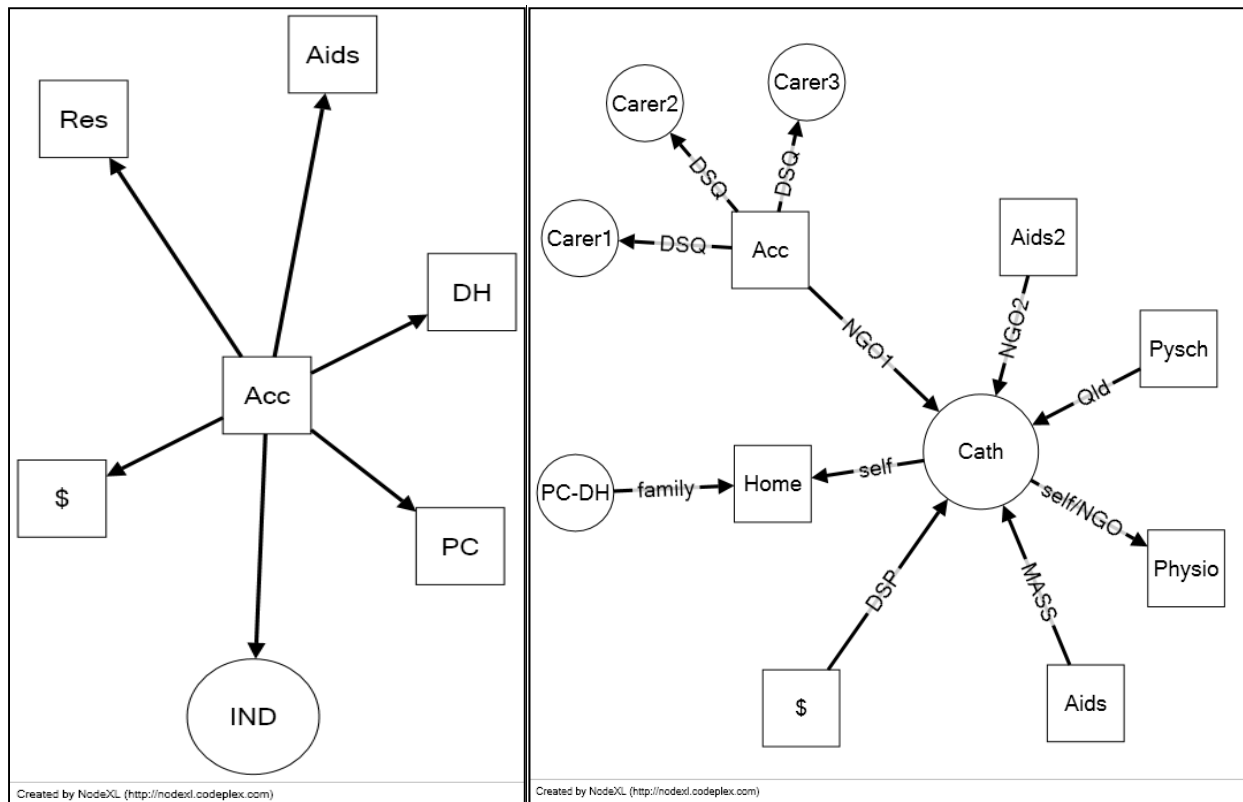 Aids
Res
DH
Acc
$
PC
IND
Created by NodeXL (http://nodexl.codeplex.com)
Carer3
Carer2
DSQ
DSQ
Carer1
DSQ
Acc
Aids2
NGO1
NGO2
Pysch
Qld
Cath
PC-DH
family
Home
self
self/NGO
Physio
DSP
MASS
$
Aids
Created by NodeXL (http://nodexl.codeplex.com)